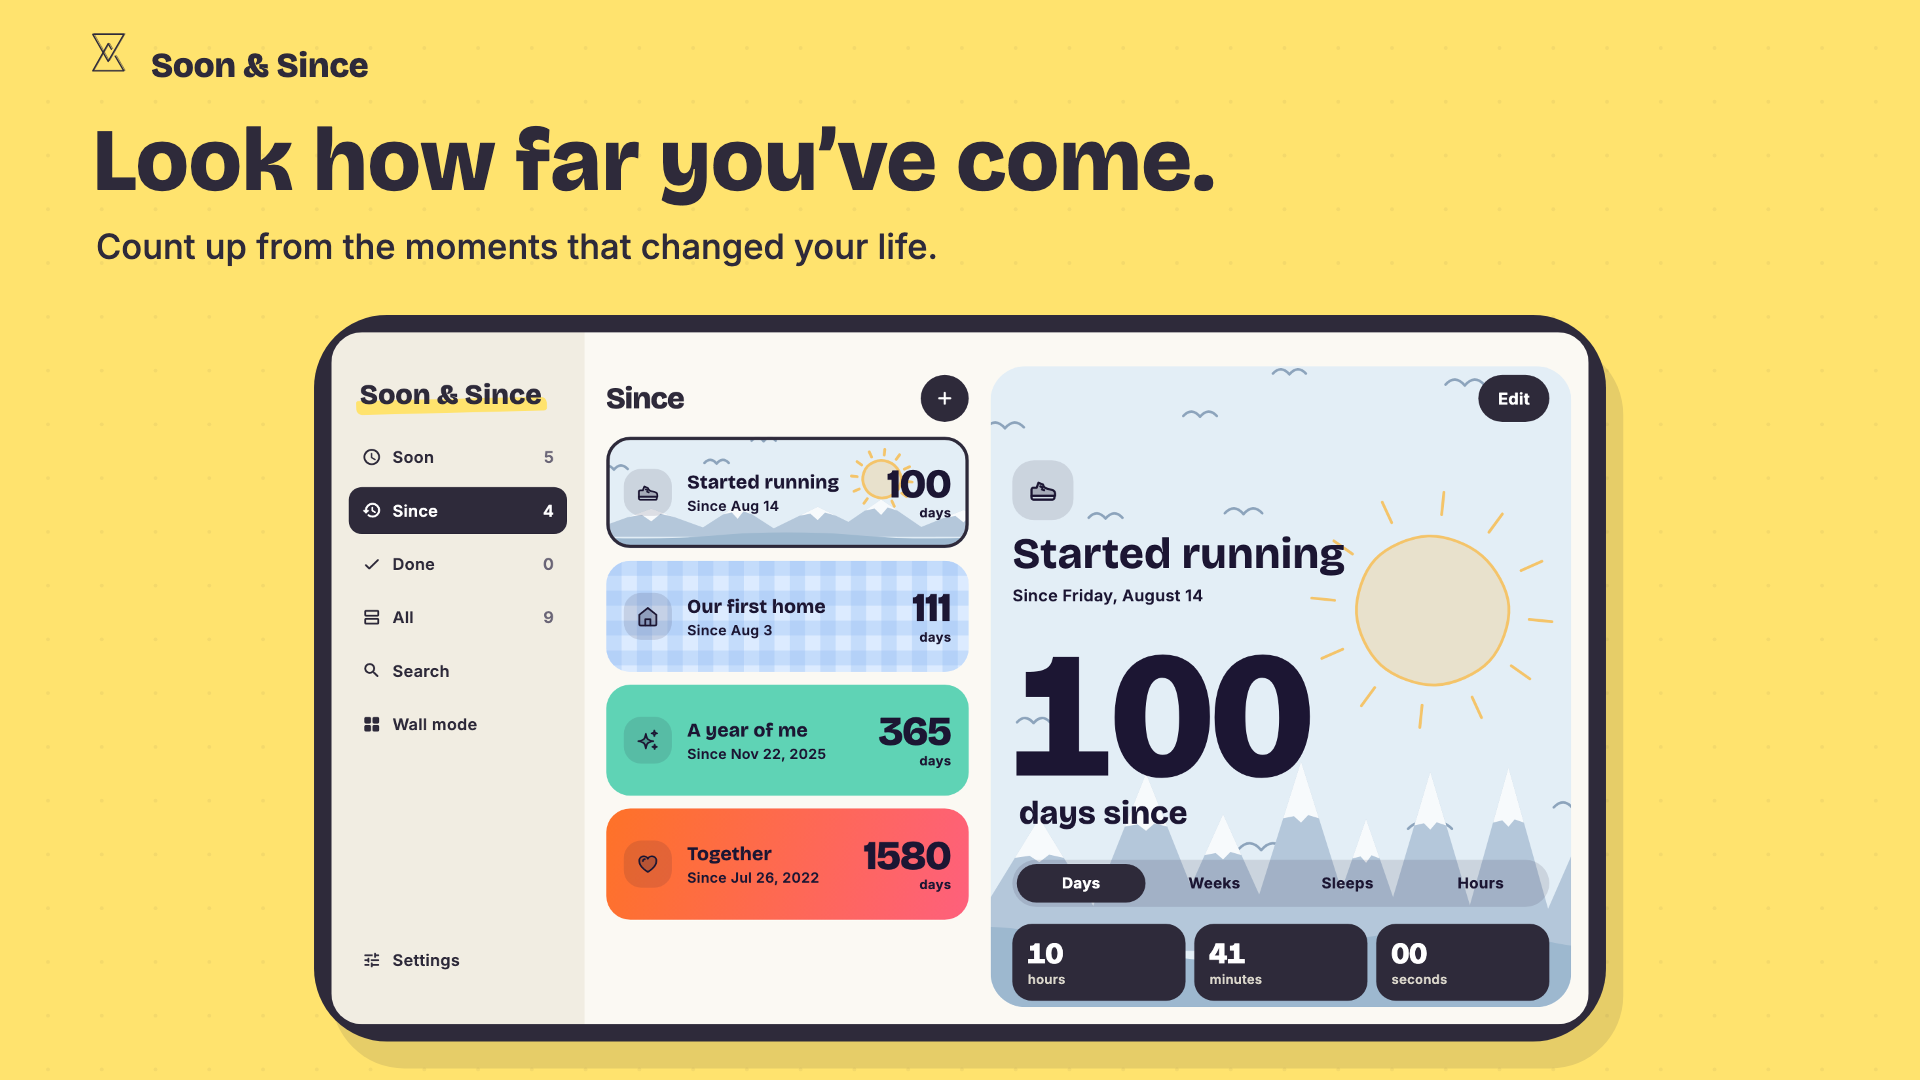 Soon & Since
Look how far you’ve come.
Count up from the moments that changed your life.
Soon & Since
Soon 5
Since 4
Done 0
All 9
Search
Wall mode
Settings
Since
+
Started running
Since Aug 14
100
days
Our first home
Since Aug 3
111
days
A year of me
Since Nov 22, 2025
365
days
Together
Since Jul 26, 2022
1580
days
Edit
Started running
Since Friday, August 14
100
days since
Days Weeks Sleeps Hours
10 41 00
hours minutes seconds